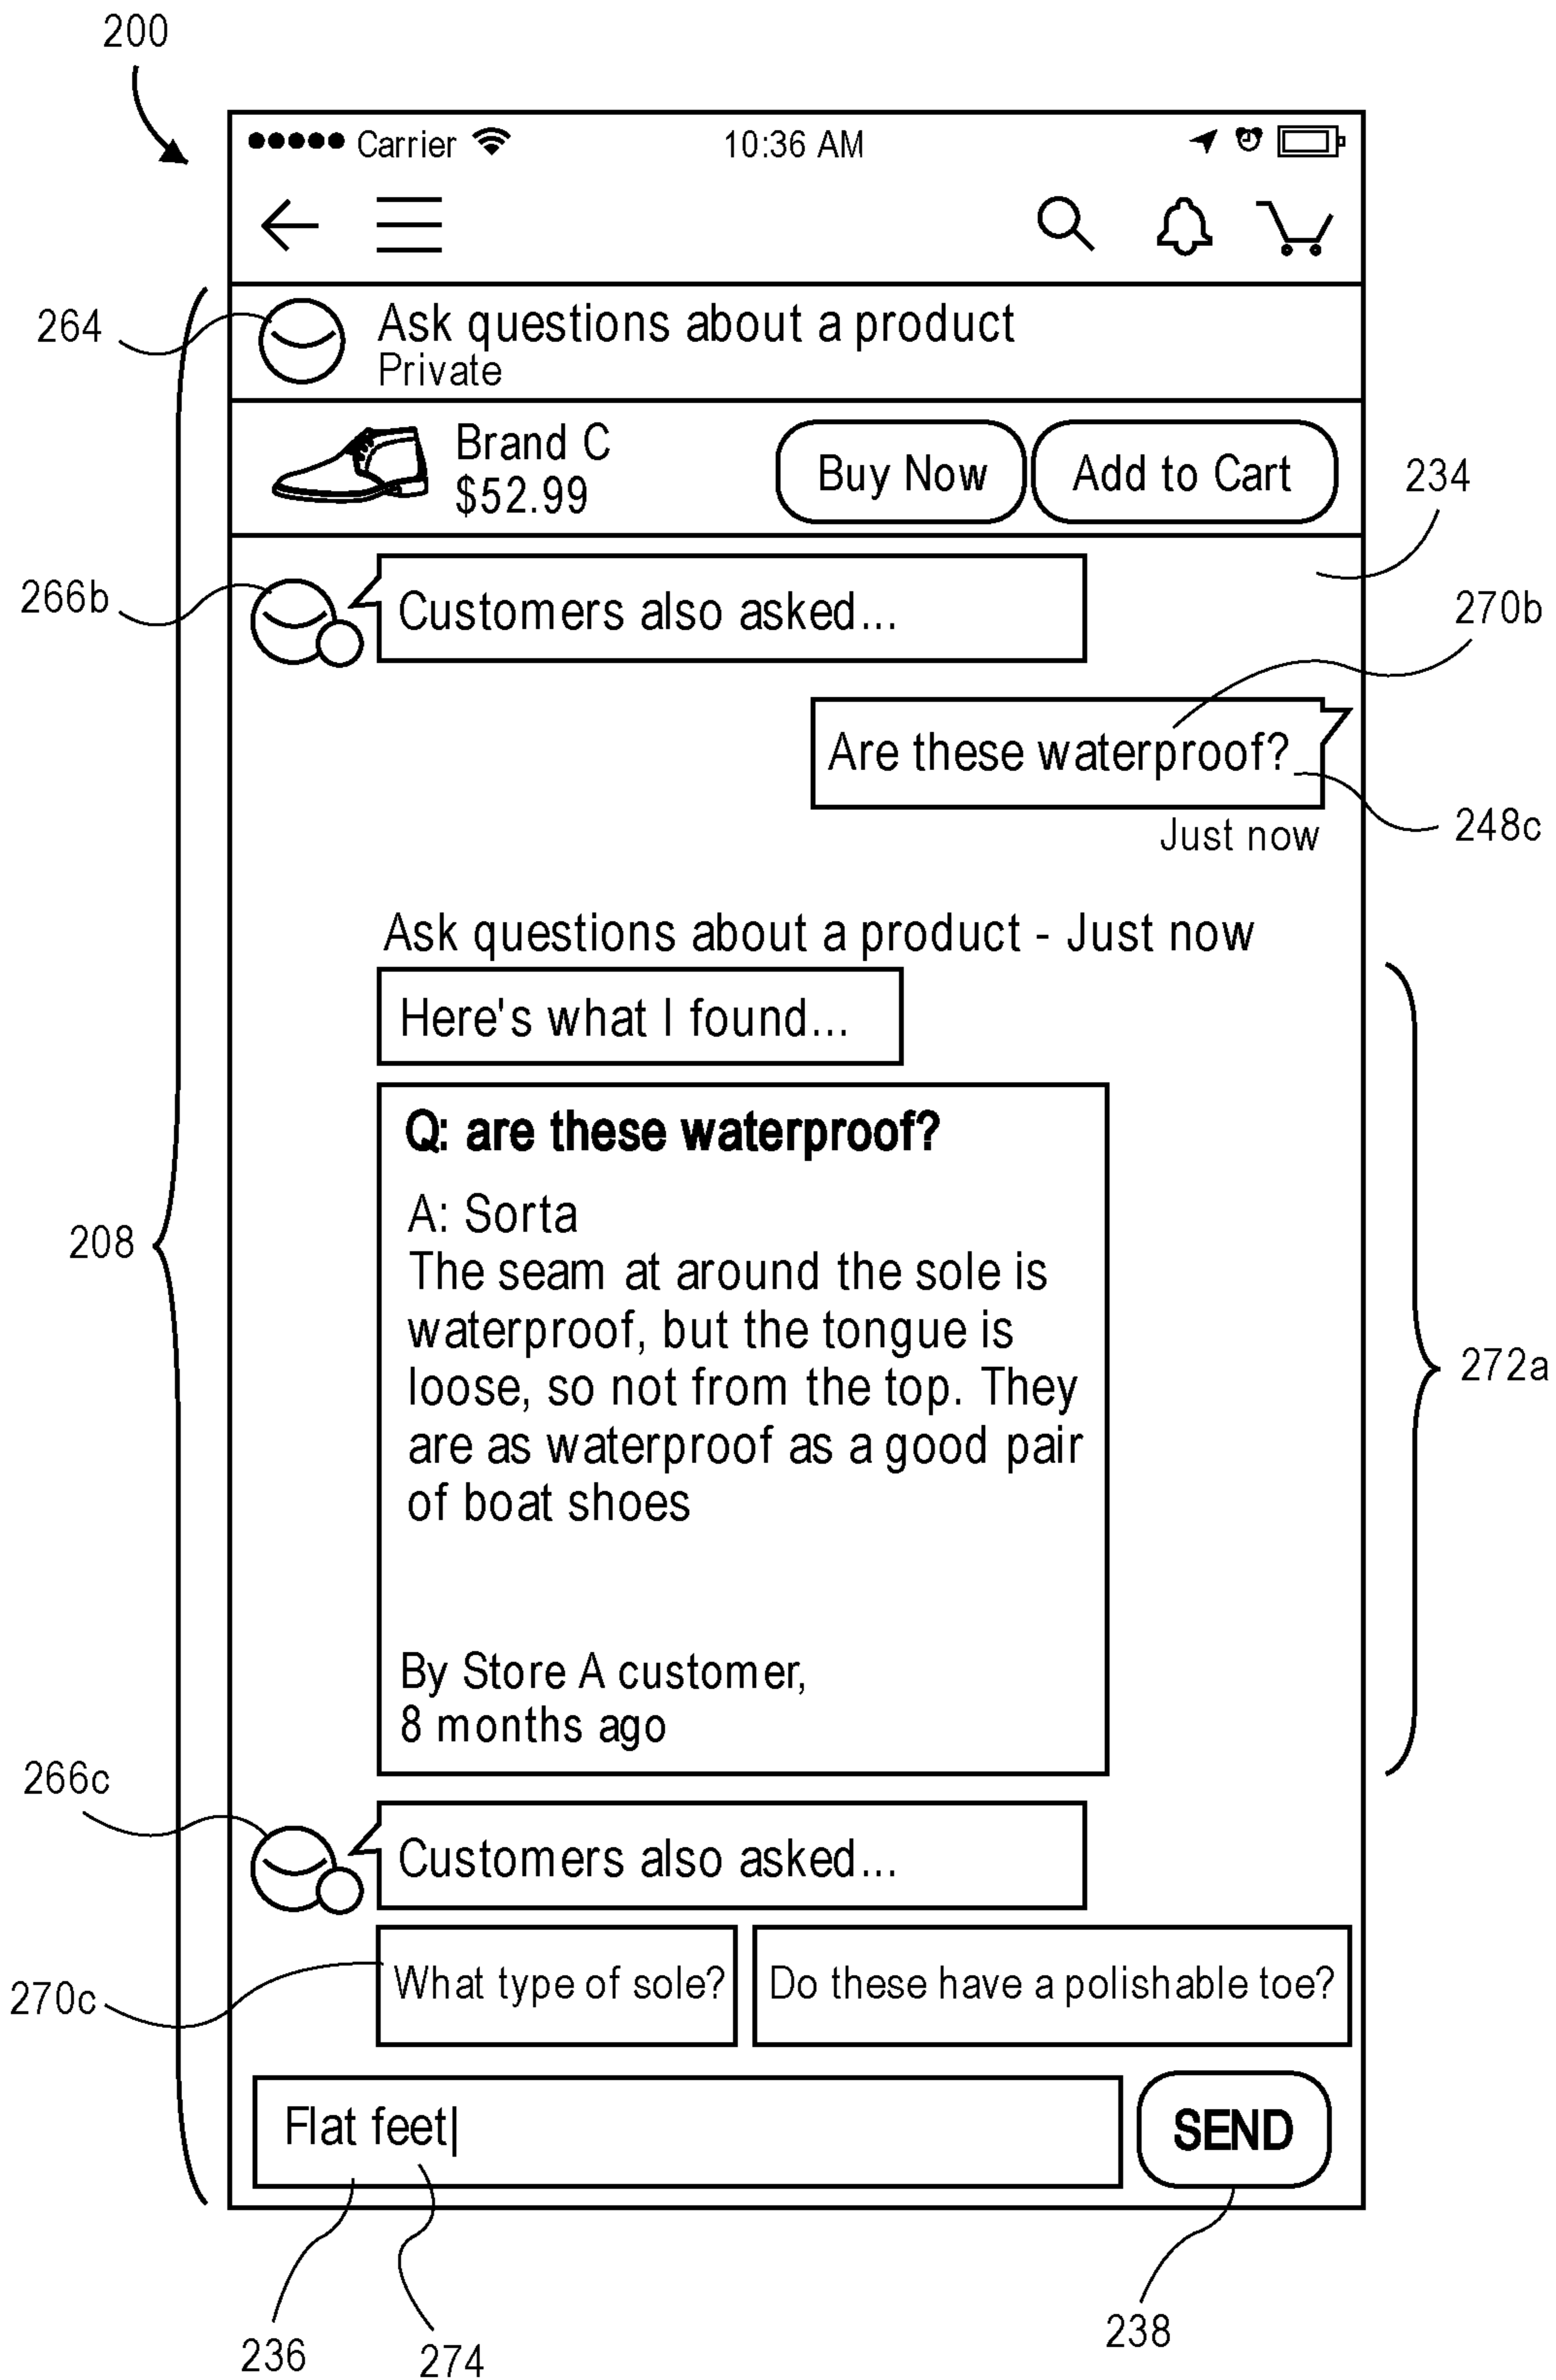 200
Carrier 10:36 AM
264
Ask questions about a product
Private
Brand C
$52.99
Buy Now
Add to Cart
234
266b
Customers also asked...
270b
Are these waterproof?
248c
Just now
Ask questions about a product - Just now
Here's what I found...
Q: are these waterproof?
A: Sorta
The seam at around the sole is
waterproof, but the tongue is
loose, so not from the top. They
are as waterproof as a good pair
of boat shoes
208
272a
By Store A customer,
8 months ago
266c
Customers also asked...
270c
What type of sole?
Do these have a polishable toe?
Flat feet
SEND
236
274
238